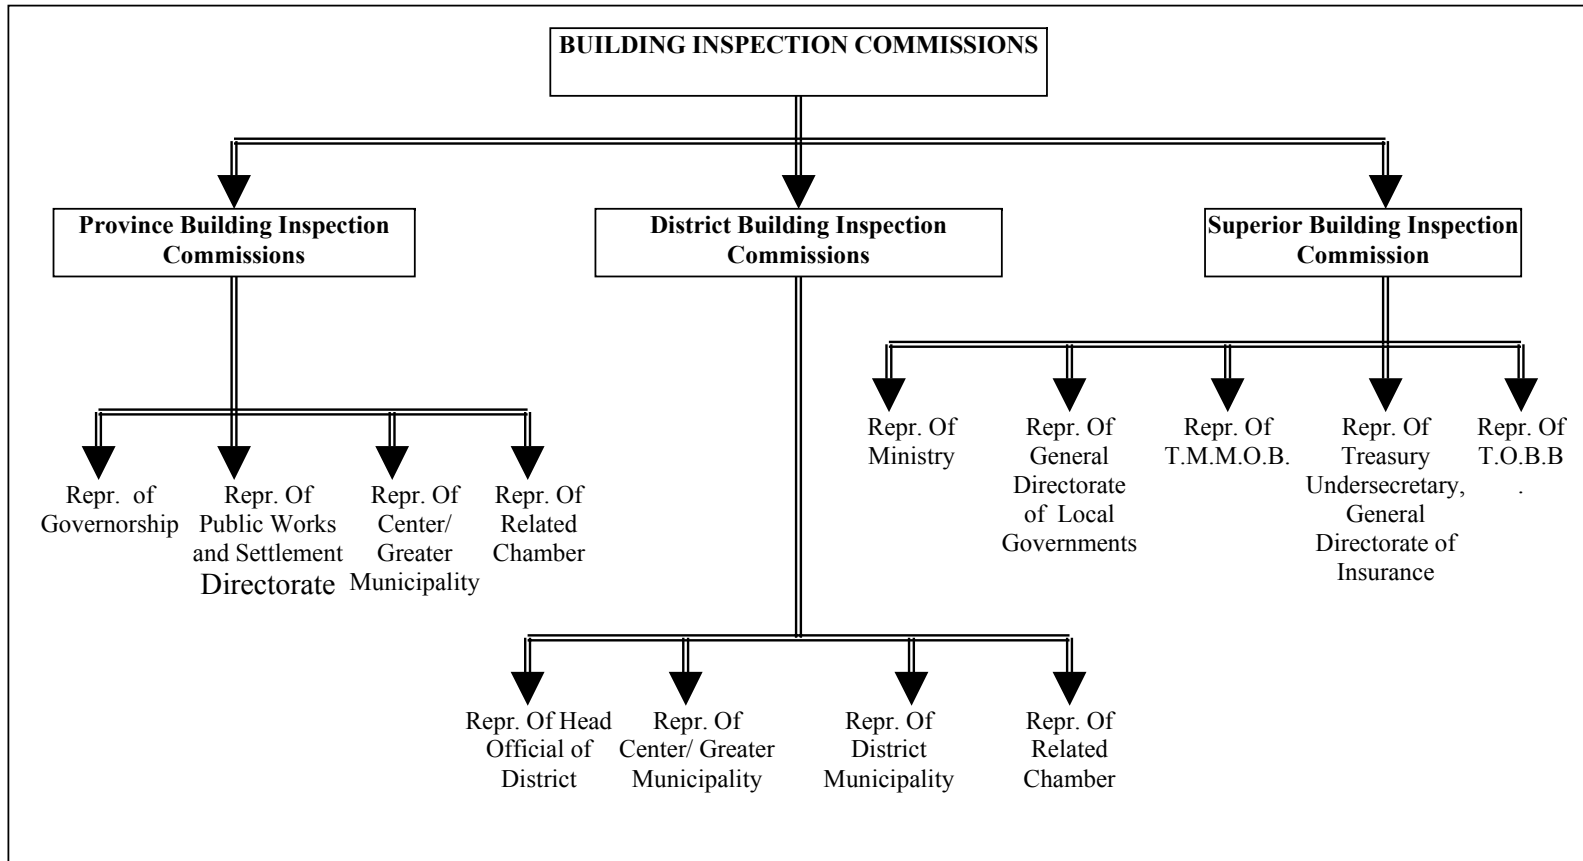 BUILDING INSPECTION COMMISSIONS
Province Building Inspection
Commissions
District Building Inspection
Commissions
Superior Building Inspection
Commission
Repr. of
Governorship
Repr. Of
Public Works
and Settlement
Directorate
Repr. Of
Center/
Greater
Municipality
Repr. Of
Related
Chamber
Repr. Of Head
Official of
District
Repr. Of
Center/ Greater
Municipality
Repr. Of
District
Municipality
Repr. Of
Related
Chamber
Repr. Of
Ministry
Repr. Of
General
Directorate
of Local
Governments
Repr. Of
T.M.M.O.B.
Repr. Of
Treasury
Undersecretary,
General
Directorate of
Insurance
Repr. Of
T.O.B.B
.